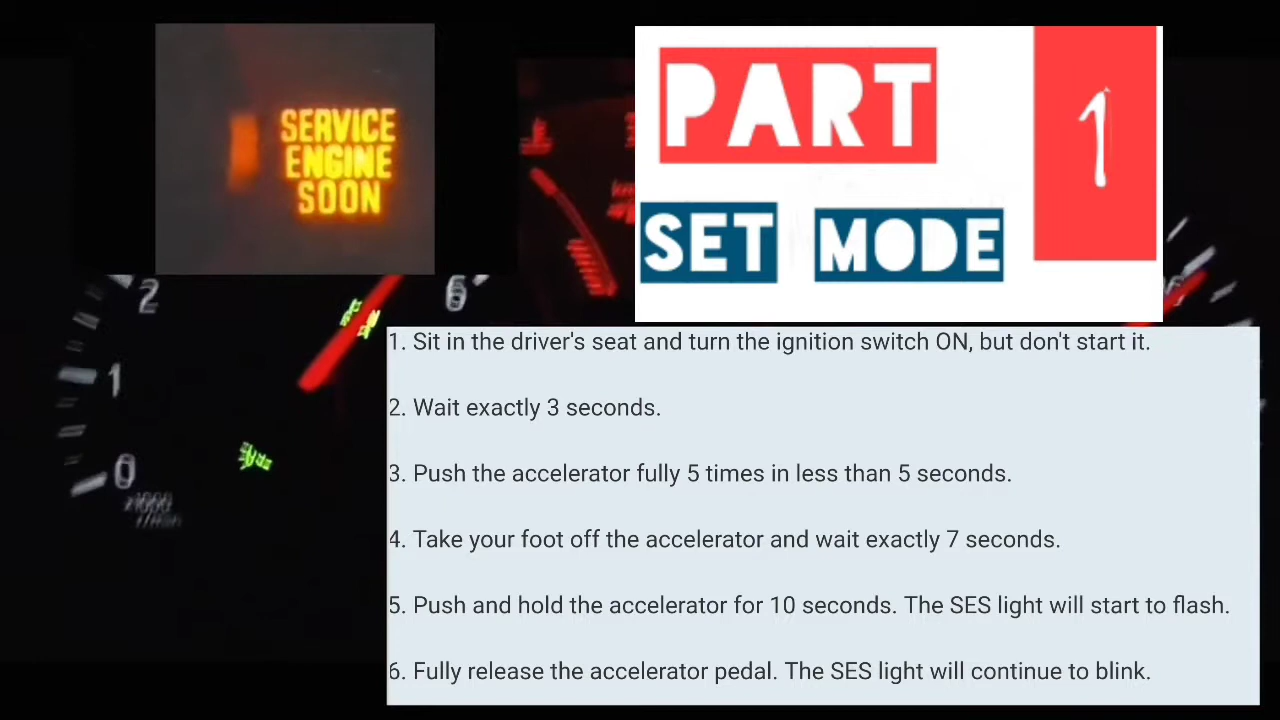 SERVICE
ENGINE
SOON
PART
1
SET MODE
2
6
1
0
x1000
r/min
1. Sit in the driver's seat and turn the ignition switch ON, but don't start it.
2. Wait exactly 3 seconds.
3. Push the accelerator fully 5 times in less than 5 seconds.
4. Take your foot off the accelerator and wait exactly 7 seconds.
5. Push and hold the accelerator for 10 seconds. The SES light will start to flash.
6. Fully release the accelerator pedal. The SES light will continue to blink.